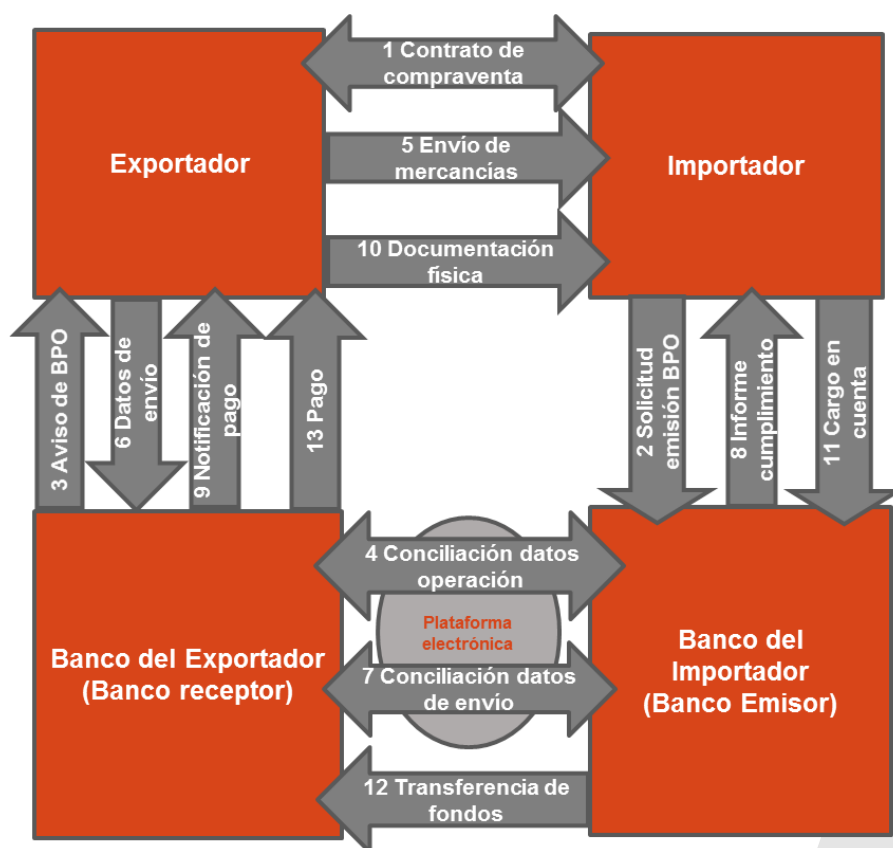 1 Contrato de
compraventa
Exportador
5 Envío de
mercancías
Importador
10 Documentación
física
3 Aviso de BPO
6 Datos de
envío
9 Notificación de
pago
13 Pago
2 Solicitud
emisión BPO
8 Informe
cumplimiento
11 Cargo en
cuenta
4 Conciliación datos
operación
Plataforma
electrónica
Banco del Exportador
(Banco receptor)
7 Conciliación datos
de envío
Banco del
Importador
(Banco Emisor)
12 Transferencia de
fondos